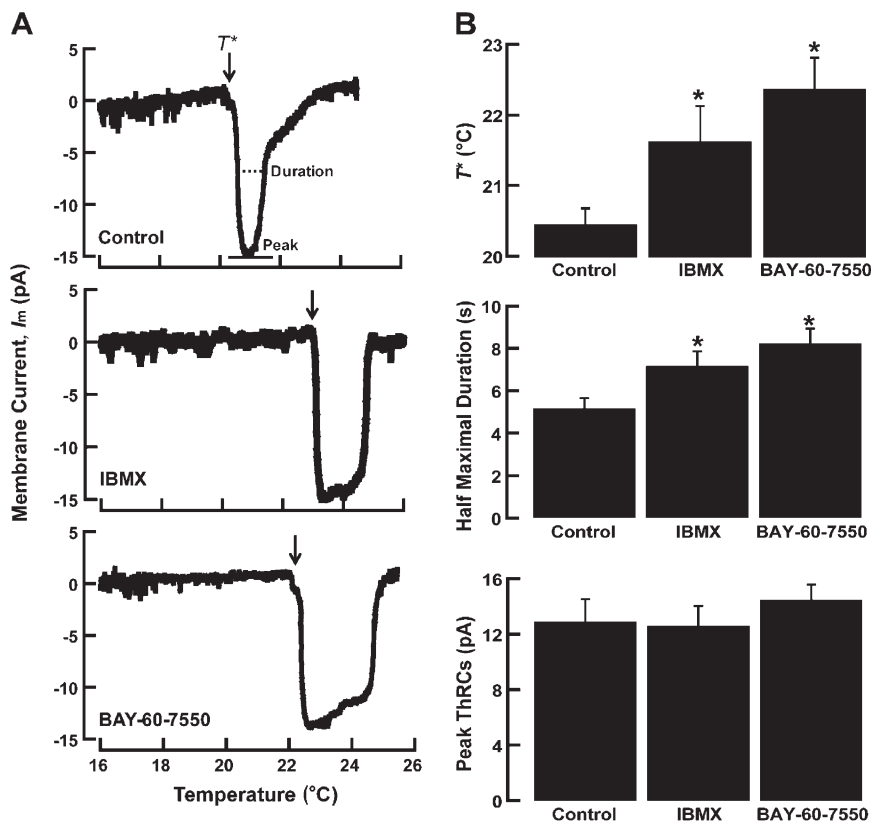 A
T*
5
0
-5
-10
-15
Duration
Peak
Control
5
0
-5
-10
-15
IBMX
5
0
-5
-10
-15
BAY-60-7550
16 18 20 22 24 26
Temperature (°C)
Membrane Current, Im (pA)
B
23
22
21
20
T* (°C)
* *
Control IBMX BAY-60-7550
10
8
6
4
2
0
Half Maximal Duration (s)
* *
Control IBMX BAY-60-7550
16
12
8
4
0
Peak ThRCs (pA)
Control IBMX BAY-60-7550